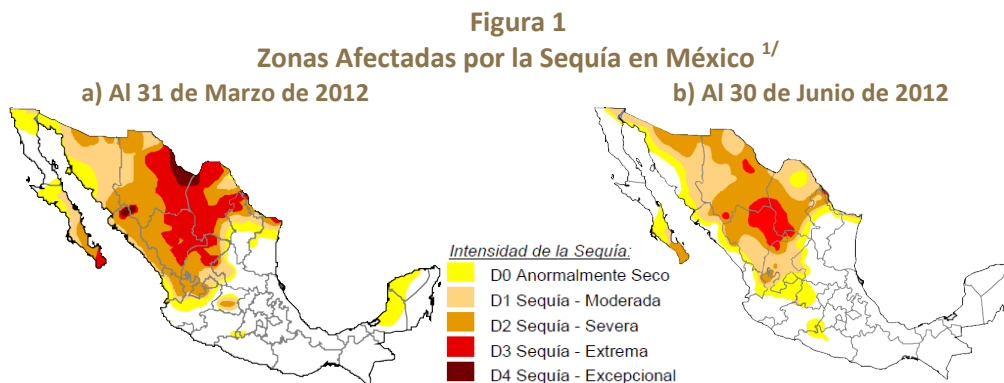 Figura 1
Zonas Afectadas por la Sequía en México 1/
a) Al 31 de Marzo de 2012
b) Al 30 de Junio de 2012
Intensidad de la Sequía:
D0 Anormalmente Seco
D1 Sequía - Moderada
D2 Sequía - Severa
D3 Sequía - Extrema
D4 Sequía - Excepcional